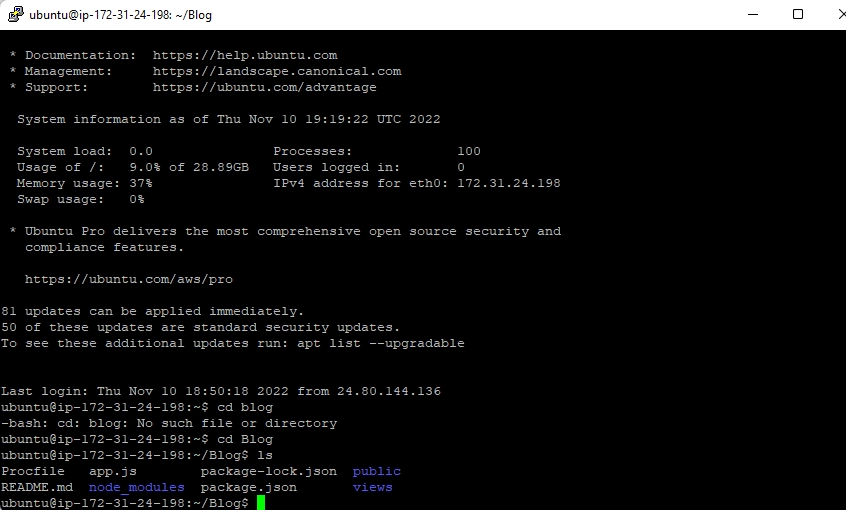 ubuntu@ip-172-31-24-198: ~/Blog
* Documentation:  https://help.ubuntu.com
* Management:     https://landscape.canonical.com
* Support:        https://ubuntu.com/advantage
System information as of Thu Nov 10 19:19:22 UTC 2022
System load:  0.0               Processes:             100
Usage of /:   9.0% of 28.89GB   Users logged in:       0
Memory usage: 37%               IPv4 address for eth0: 172.31.24.198
Swap usage:   0%
* Ubuntu Pro delivers the most comprehensive open source security and
compliance features.
https://ubuntu.com/aws/pro
81 updates can be applied immediately.
50 of these updates are standard security updates.
To see these additional updates run: apt list --upgradable
Last login: Thu Nov 10 18:50:18 2022 from 24.80.144.136
ubuntu@ip-172-31-24-198:~$ cd blog
-bash: cd: blog: No such file or directory
ubuntu@ip-172-31-24-198:~$ cd Blog
ubuntu@ip-172-31-24-198:~/Blog$ ls
Procfile   app.js        package-lock.json  public
README.md  node_modules  package.json       views
ubuntu@ip-172-31-24-198:~/Blog$